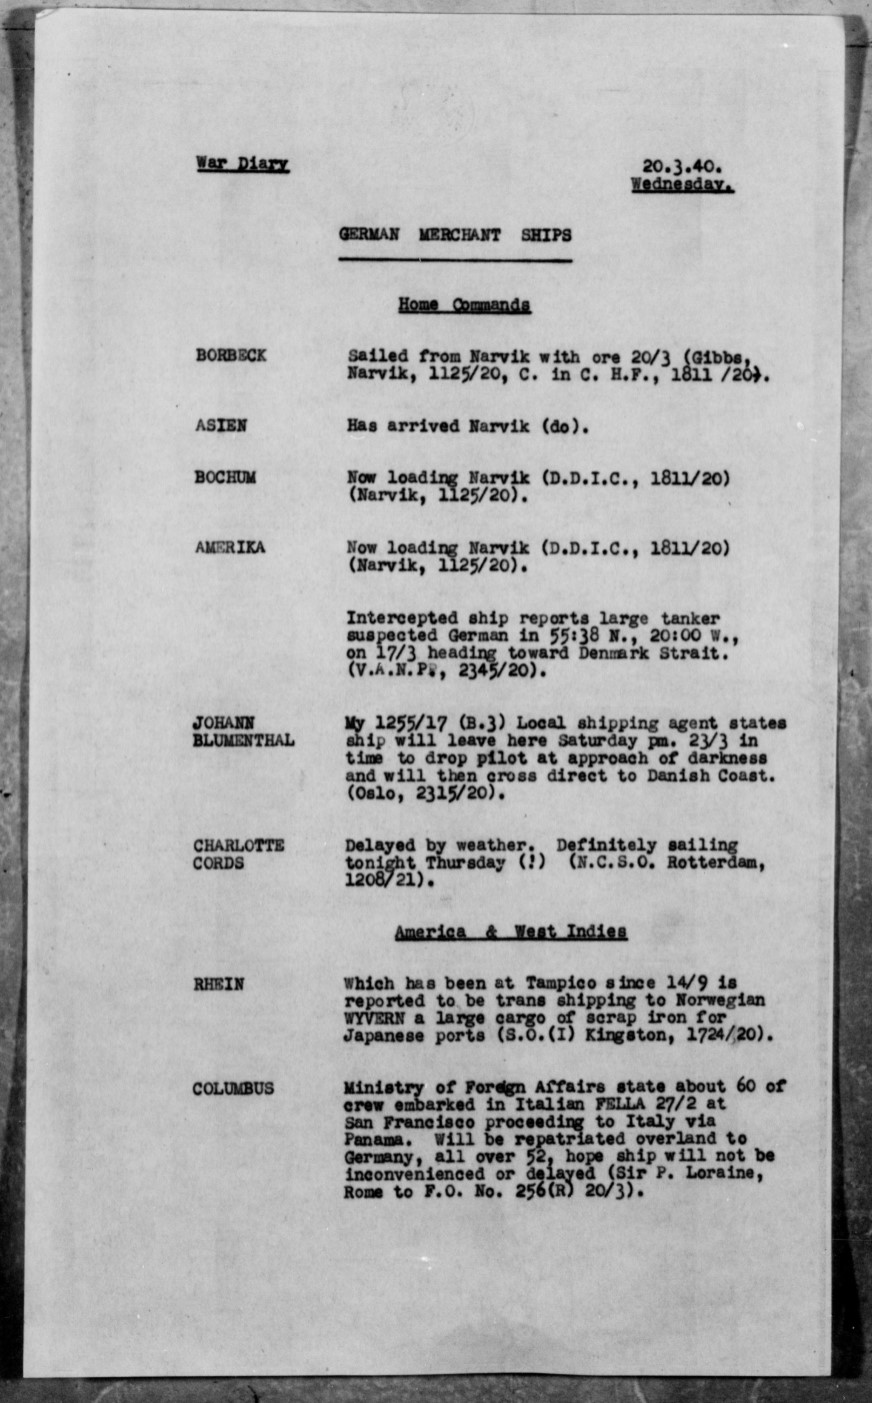 War Diary 20.3.40.
Wednesday.
GERMAN MERCHANT SHIPS
Home Commands
BORBECK Sailed from Narvik with ore 20/3 (Gibbs,
Narvik, 1125/20, C. in C. H.F., 1811 /20).
ASIEN Has arrived Narvik (do).
BOCHUM Now loading Narvik (D.D.I.C., 1811/20)
(Narvik, 1125/20).
AMERIKA Now loading Narvik (D.D.I.C., 1811/20)
(Narvik, 1125/20).
Intercepted ship reports large tanker
suspected German in 55:38 N., 20:00 W.,
on 17/3 heading toward Denmark Strait.
(V.A.N.P., 2345/20).
JOHANN My 1255/17 (B.3) Local shipping agent states
BLUMENTHAL ship will leave here Saturday pm. 23/3 in
time to drop pilot at approach of darkness
and will then cross direct to Danish Coast.
(Oslo, 2315/20).
CHARLOTTE Delayed by weather. Definitely sailing
CORDS tonight Thursday (!) (N.C.S.O. Rotterdam,
1208/21).
America & West Indies
RHEIN Which has been at Tampico since 14/9 is
reported to be trans shipping to Norwegian
WYVERN a large cargo of scrap iron for
Japanese ports (S.O.(I) Kingston, 1724/20).
COLUMBUS Ministry of Foreign Affairs state about 60 of
crew embarked in Italian FELLA 27/2 at
San Francisco proceeding to Italy via
Panama. Will be repatriated overland to
Germany, all over 52, hope ship will not be
inconvenienced or delayed (Sir P. Loraine,
Rome to F.O. No. 256(R) 20/3).